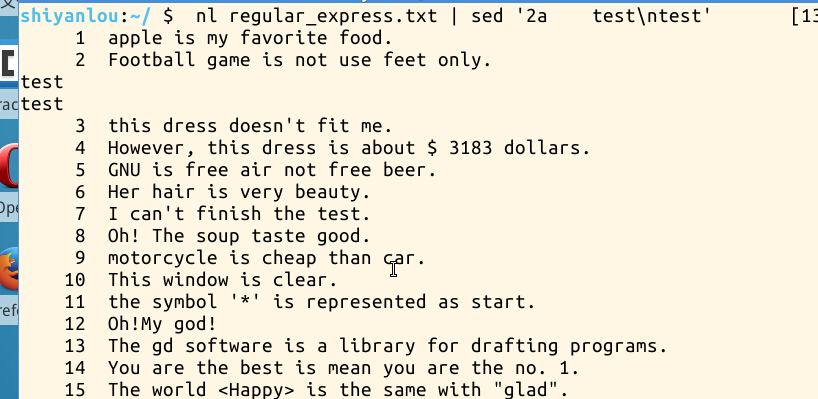 shiyanlou:~/ $  nl regular_express.txt | sed '2a    test\ntest'       [13
     1  apple is my favorite food.
     2  Football game is not use feet only.
test
test
     3  this dress doesn't fit me.
     4  However, this dress is about $ 3183 dollars.
     5  GNU is free air not free beer.
     6  Her hair is very beauty.
     7  I can't finish the test.
     8  Oh! The soup taste good.
     9  motorcycle is cheap than car.
    10  This window is clear.
    11  the symbol '*' is represented as start.
    12  Oh!My god!
    13  The gd software is a library for drafting programs.
    14  You are the best is mean you are the no. 1.
    15  The world <Happy> is the same with "glad".